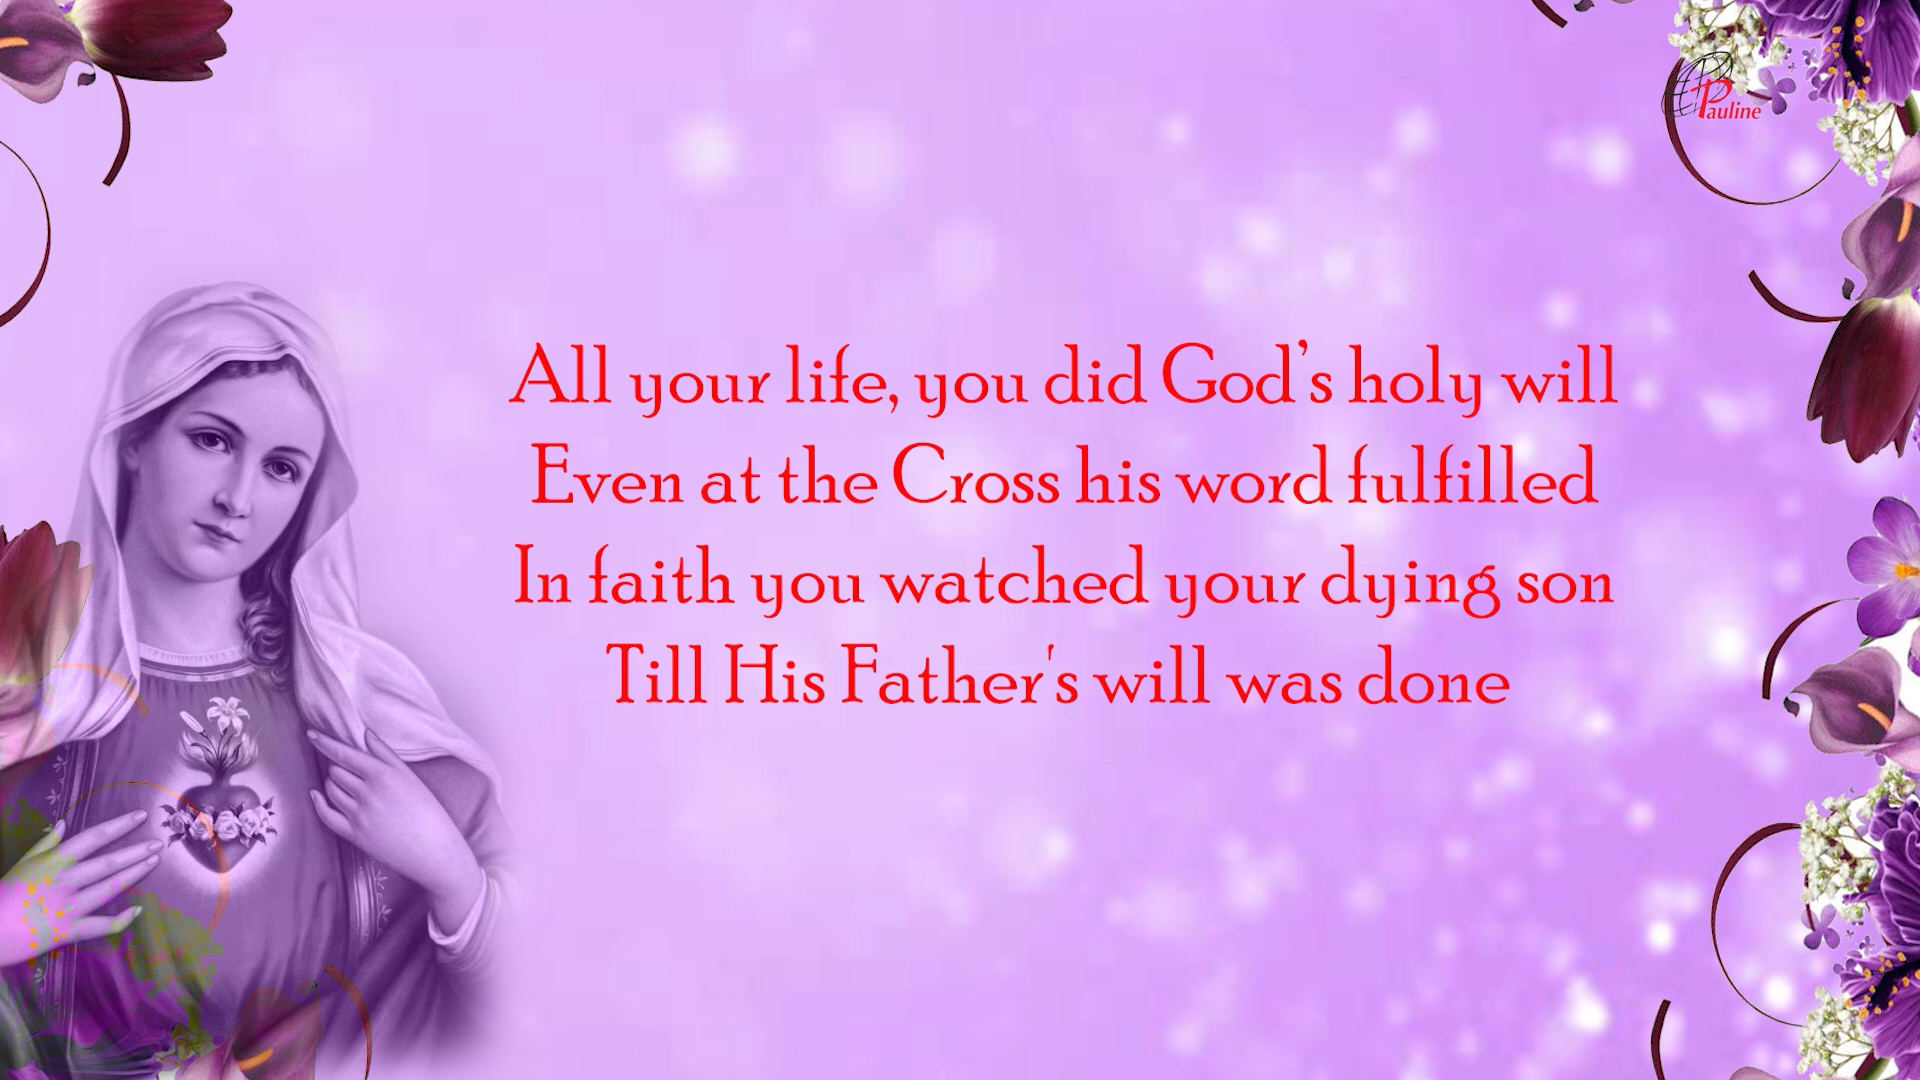 Pauline
All your life, you did God’s holy will
Even at the Cross his word fulfilled
In faith you watched your dying son
Till His Father's will was done